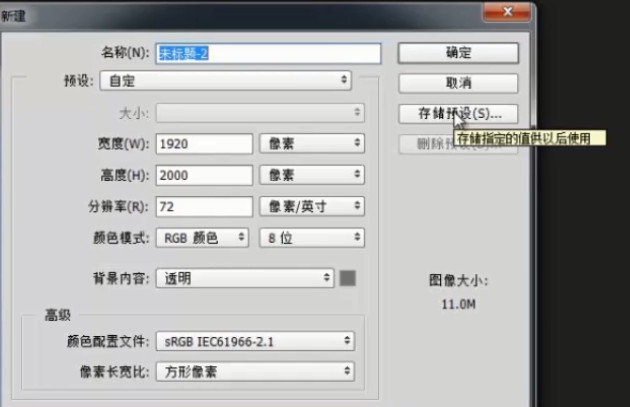 新建
名称(N): 未标题-2 确定
预设: 自定 取消
大小: 存储预设(S)...
存储指定的值供以后使用
宽度(W): 1920 像素 删除预设
高度(H): 2000 像素
分辨率(R): 72 像素/英寸
颜色模式: RGB 颜色 8 位
背景内容: 透明 图像大小:
11.0M
高级
颜色配置文件: sRGB IEC61966-2.1
像素长宽比: 方形像素